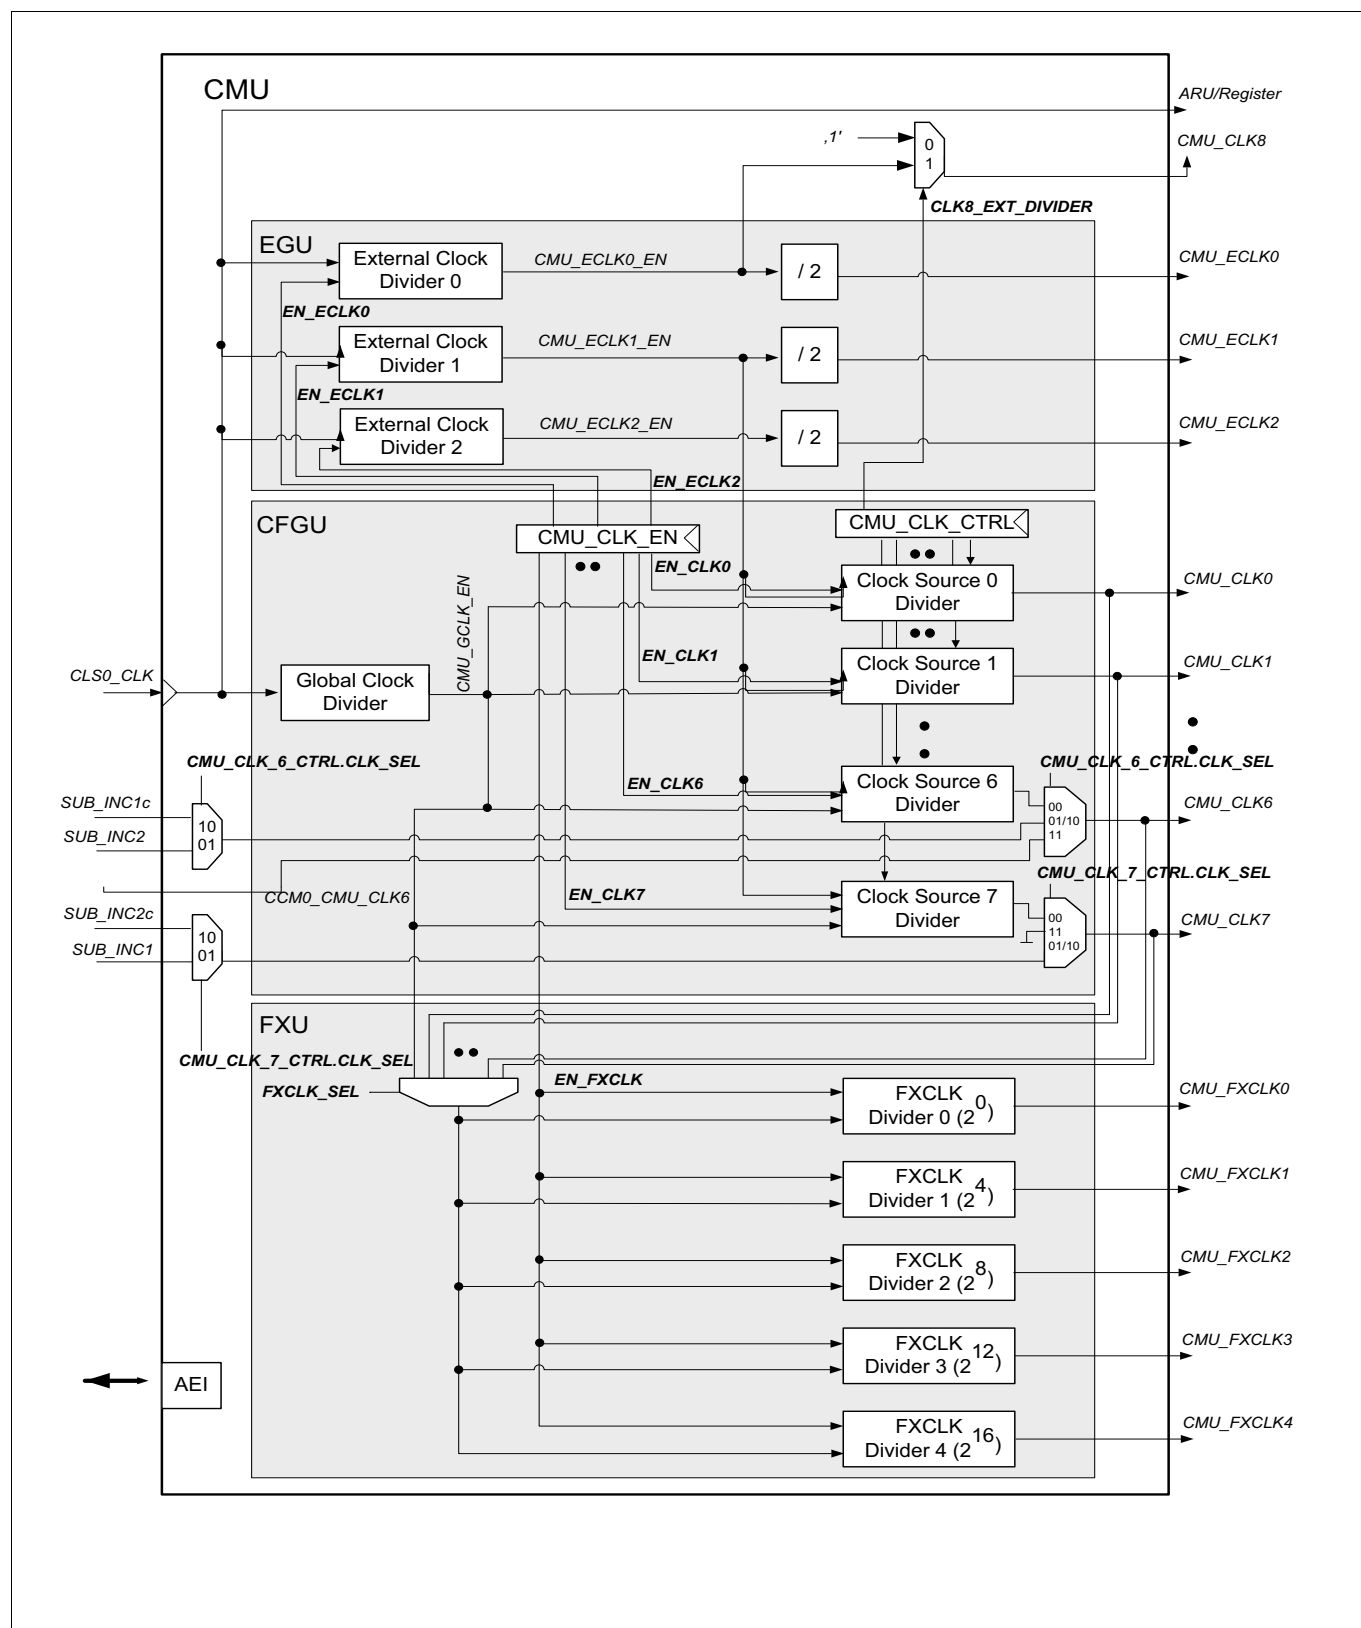 CMU
ARU/Register
,1'
0
1
CMU_CLK8
CLK8_EXT_DIVIDER
EGU
External Clock
Divider 0
CMU_ECLK0_EN
/ 2
CMU_ECLK0
EN_ECLK0
External Clock
Divider 1
CMU_ECLK1_EN
/ 2
CMU_ECLK1
EN_ECLK1
External Clock
Divider 2
CMU_ECLK2_EN
/ 2
CMU_ECLK2
EN_ECLK2
CFGU
CMU_CLK_EN
CMU_CLK_CTRL
EN_CLK0
Clock Source 0
Divider
CMU_CLK0
CMU_GCLK_EN
EN_CLK1
Clock Source 1
Divider
CMU_CLK1
CLS0_CLK
Global Clock
Divider
CMU_CLK_6_CTRL.CLK_SEL
CMU_CLK_6_CTRL.CLK_SEL
EN_CLK6
Clock Source 6
Divider
SUB_INC1c
SUB_INC2
10
01
00
01/10
11
CMU_CLK6
CCM0_CMU_CLK6
CMU_CLK_7_CTRL.CLK_SEL
EN_CLK7
Clock Source 7
Divider
SUB_INC2c
SUB_INC1
10
01
00
11
01/10
CMU_CLK7
FXU
CMU_CLK_7_CTRL.CLK_SEL
FXCLK_SEL
EN_FXCLK
FXCLK
Divider 0 (2 0)
CMU_FXCLK0
FXCLK
Divider 1 (2 4)
CMU_FXCLK1
FXCLK
Divider 2 (2 8)
CMU_FXCLK2
FXCLK
Divider 3 (2 12)
CMU_FXCLK3
AEI
FXCLK
Divider 4 (2 16)
CMU_FXCLK4